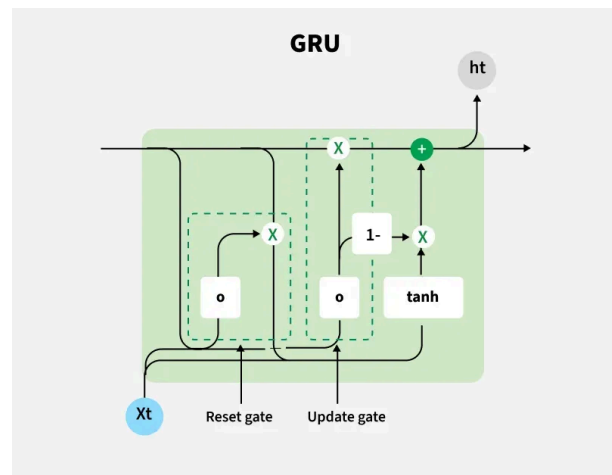 GRU
ht
X
+
X
1-
X
o
o
tanh
Xt
Reset gate
Update gate